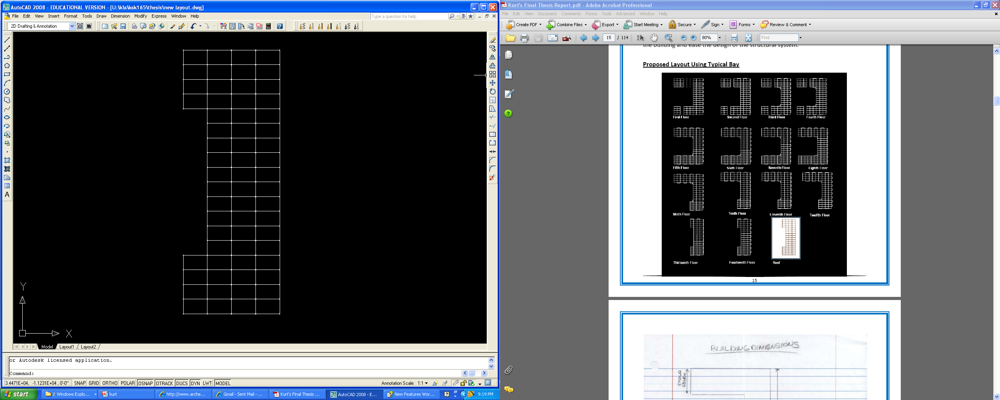 AutoCAD 2008 - EDUCATIONAL VERSION - [U:\k\s\ksk165\thesis\new layout.dwg]
File Edit View Insert Format Tools Draw Dimension Modify Express Window Help
Type a question for help
2D Drafting & Annotation
A
Y
X
Model Layout1 Layout2
or Autodesk licensed application.
Command:
3.4471E+04, -1.1231E+04 , 0'-0" SNAP GRID ORTHO POLAR OSNAP OTRACK DUCS DYN LWT MODEL
Annotation Scale: 1:1
start
2 Windows Explo...
kurt
http://www.arche...
Gmail - Sent Mail - ...
Kurt's Final Thesis ...
AutoCAD 2008 - E...
New Features Wor...
9:19 PM
Kurt's Final Thesis Report.pdf - Adobe Acrobat Professional
File Edit View Document Comments Forms Tools Advanced Window Help
Create PDF Combine Files Export Start Meeting Secure Sign Forms Review & Comment
15 / 114 80% Find
the building and ease the design of the structural system.
Proposed Layout Using Typical Bay
First Floor Second Floor Third Floor Fourth Floor
Fifth Floor Sixth Floor Seventh Floor Eighth Floor
Ninth Floor Tenth Floor Eleventh Floor Twelfth Floor
Thirteenth Floor Fourteenth Floor Roof
15
BUILDING DIMENSIONS